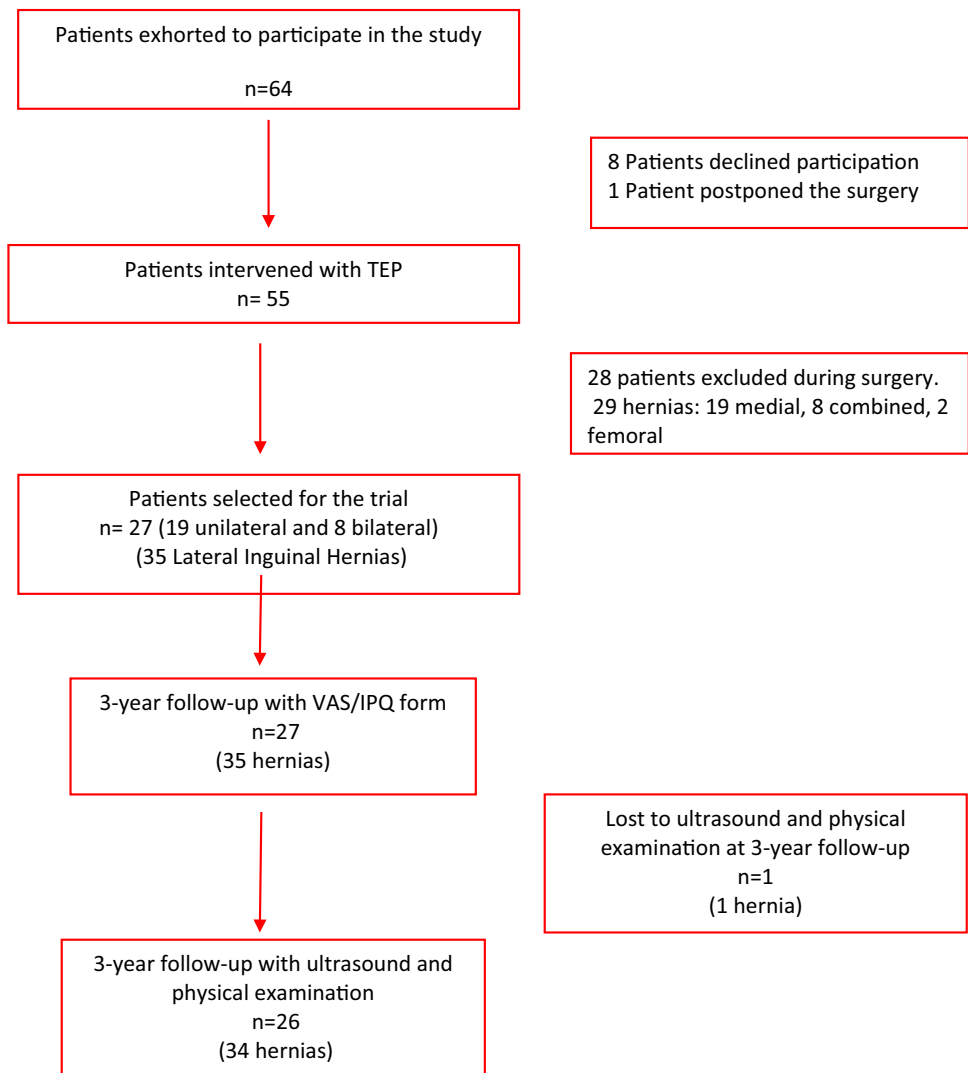 Patients exhorted to participate in the study
n=64
8 Patients declined participation
1 Patient postponed the surgery
Patients intervened with TEP
n= 55
28 patients excluded during surgery.
29 hernias: 19 medial, 8 combined, 2
femoral
Patients selected for the trial
n= 27 (19 unilateral and 8 bilateral)
(35 Lateral Inguinal Hernias)
3-year follow-up with VAS/IPQ form
n=27
(35 hernias)
Lost to ultrasound and physical
examination at 3-year follow-up
n=1
(1 hernia)
3-year follow-up with ultrasound and
physical examination
n=26
(34 hernias)